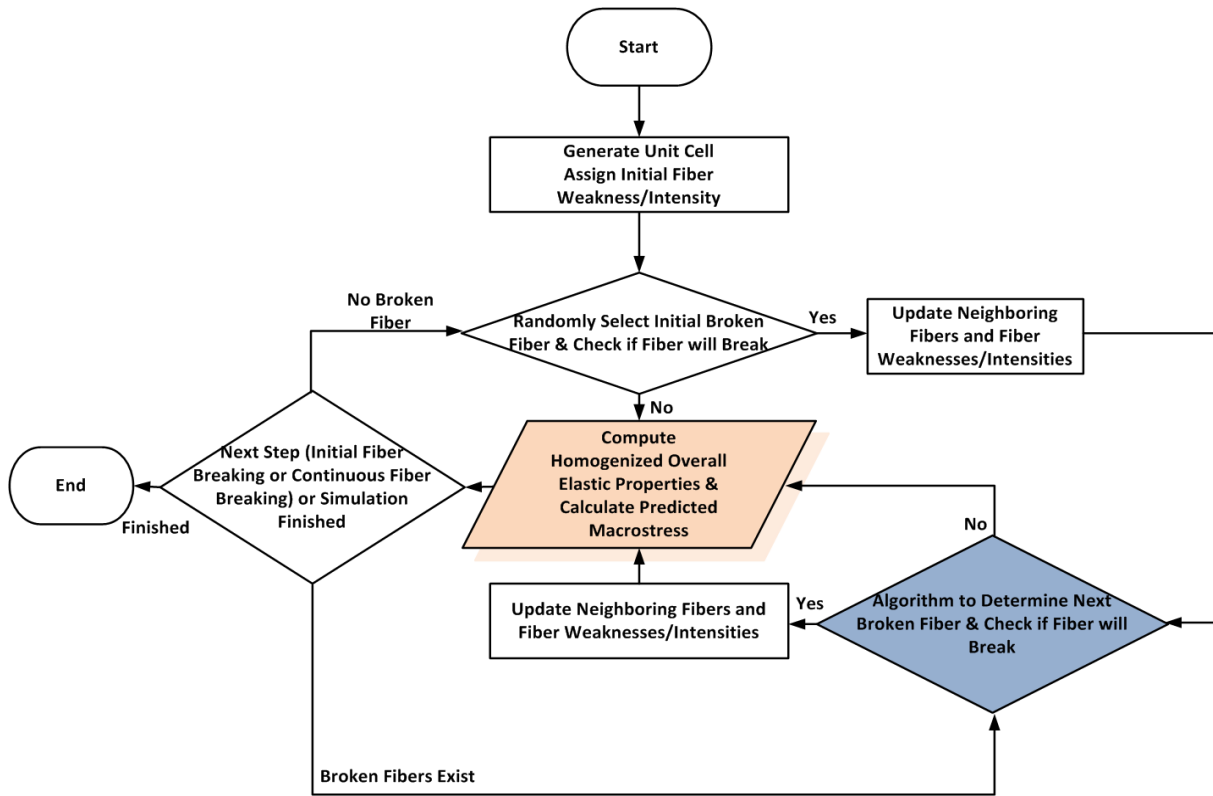 Start
Generate Unit Cell
Assign Initial Fiber
Weakness/Intensity
No Broken
Fiber
Randomly Select Initial Broken
Fiber & Check if Fiber will Break
Yes
Update Neighboring
Fibers and Fiber
Weaknesses/Intensities
No
Compute
Homogenized Overall
Elastic Properties &
Calculate Predicted
Macrostress
Next Step (Initial Fiber
Breaking or Continuous Fiber
Breaking) or Simulation
Finished
End
Finished
No
Algorithm to Determine Next
Broken Fiber & Check if Fiber will
Break
Yes
Update Neighboring Fibers and
Fiber Weaknesses/Intensities
Broken Fibers Exist